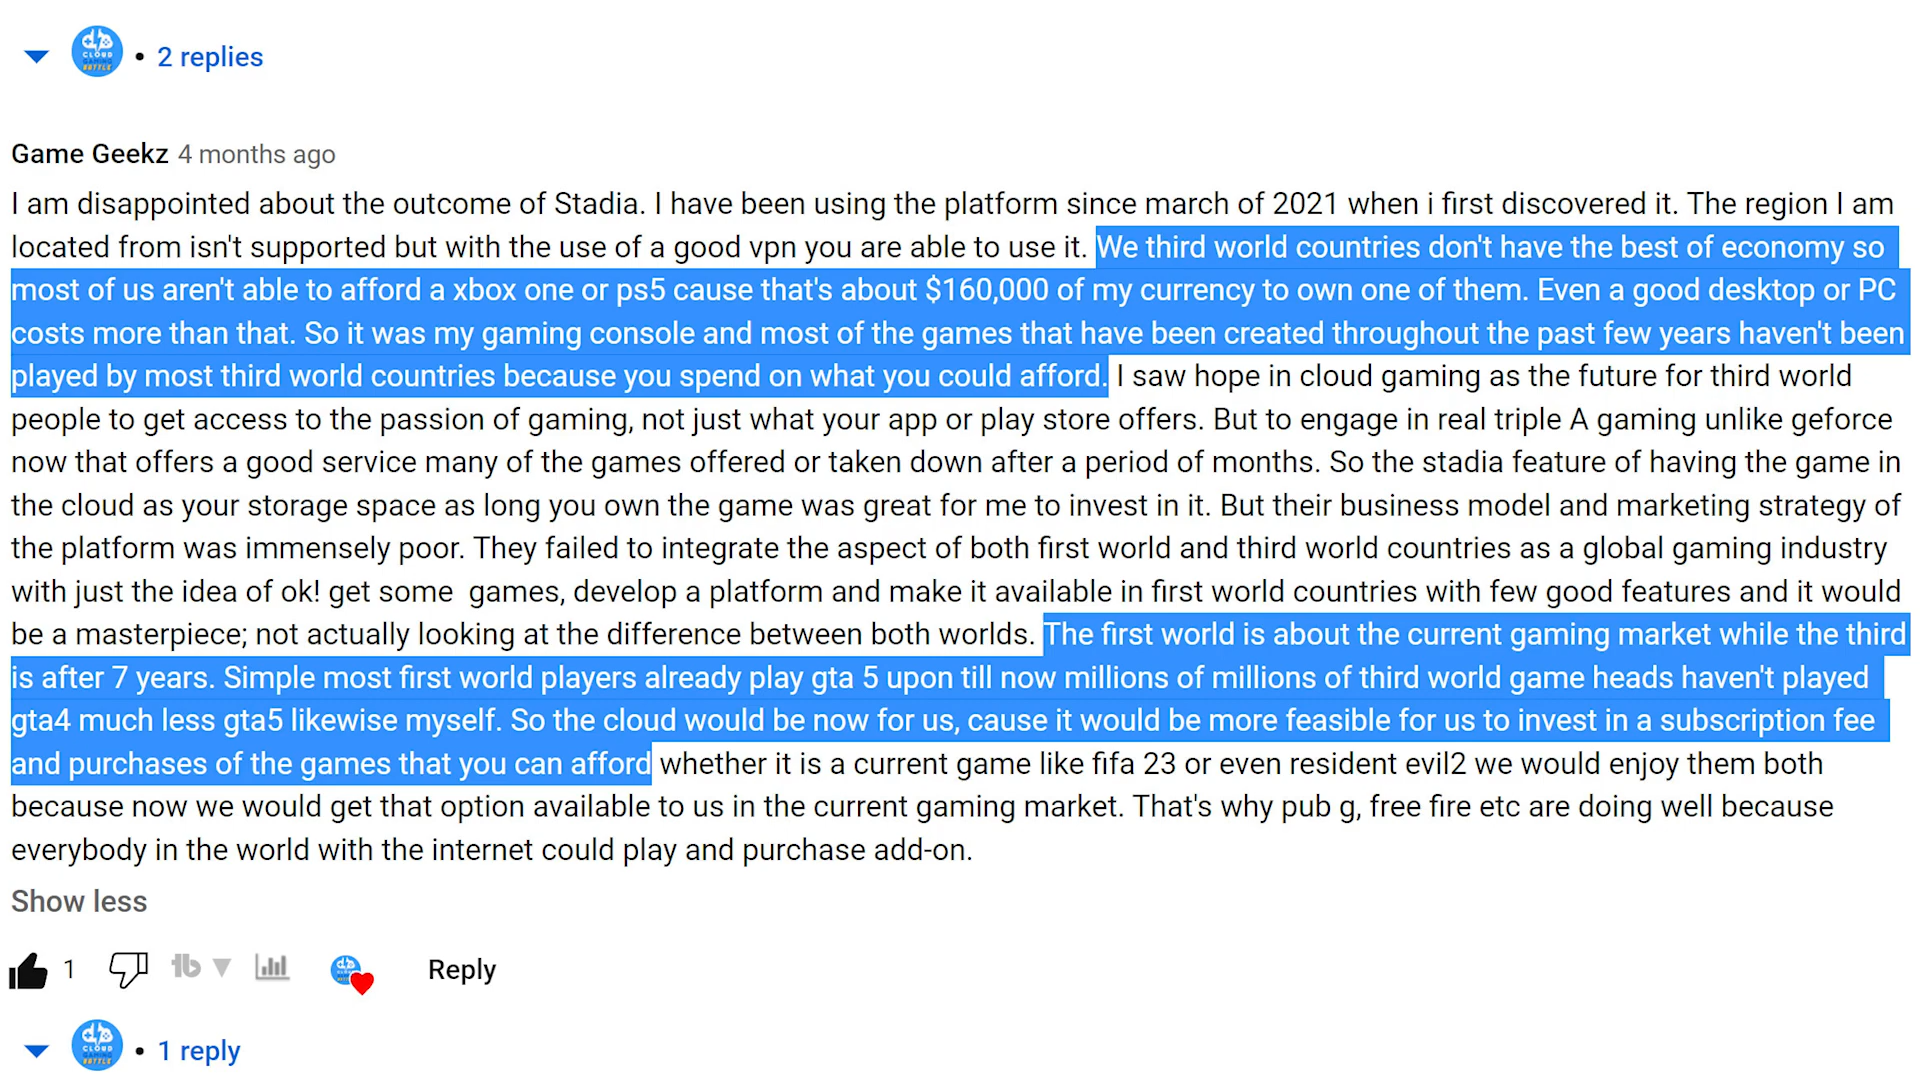 CLOUD
GAMING
BATTLE
• 2 replies
Game Geekz 4 months ago
I am disappointed about the outcome of Stadia. I have been using the platform since march of 2021 when i first discovered it. The region I am
located from isn't supported but with the use of a good vpn you are able to use it. We third world countries don't have the best of economy so
most of us aren't able to afford a xbox one or ps5 cause that's about $160,000 of my currency to own one of them. Even a good desktop or PC
costs more than that. So it was my gaming console and most of the games that have been created throughout the past few years haven't been
played by most third world countries because you spend on what you could afford. I saw hope in cloud gaming as the future for third world
people to get access to the passion of gaming, not just what your app or play store offers. But to engage in real triple A gaming unlike geforce
now that offers a good service many of the games offered or taken down after a period of months. So the stadia feature of having the game in
the cloud as your storage space as long you own the game was great for me to invest in it. But their business model and marketing strategy of
the platform was immensely poor. They failed to integrate the aspect of both first world and third world countries as a global gaming industry
with just the idea of ok! get some  games, develop a platform and make it available in first world countries with few good features and it would
be a masterpiece; not actually looking at the difference between both worlds. The first world is about the current gaming market while the third
is after 7 years. Simple most first world players already play gta 5 upon till now millions of millions of third world game heads haven't played
gta4 much less gta5 likewise myself. So the cloud would be now for us, cause it would be more feasible for us to invest in a subscription fee
and purchases of the games that you can afford whether it is a current game like fifa 23 or even resident evil2 we would enjoy them both
because now we would get that option available to us in the current gaming market. That's why pub g, free fire etc are doing well because
everybody in the world with the internet could play and purchase add-on.
Show less
1 tb Reply
CLOUD
GAMING
BATTLE
• 1 reply